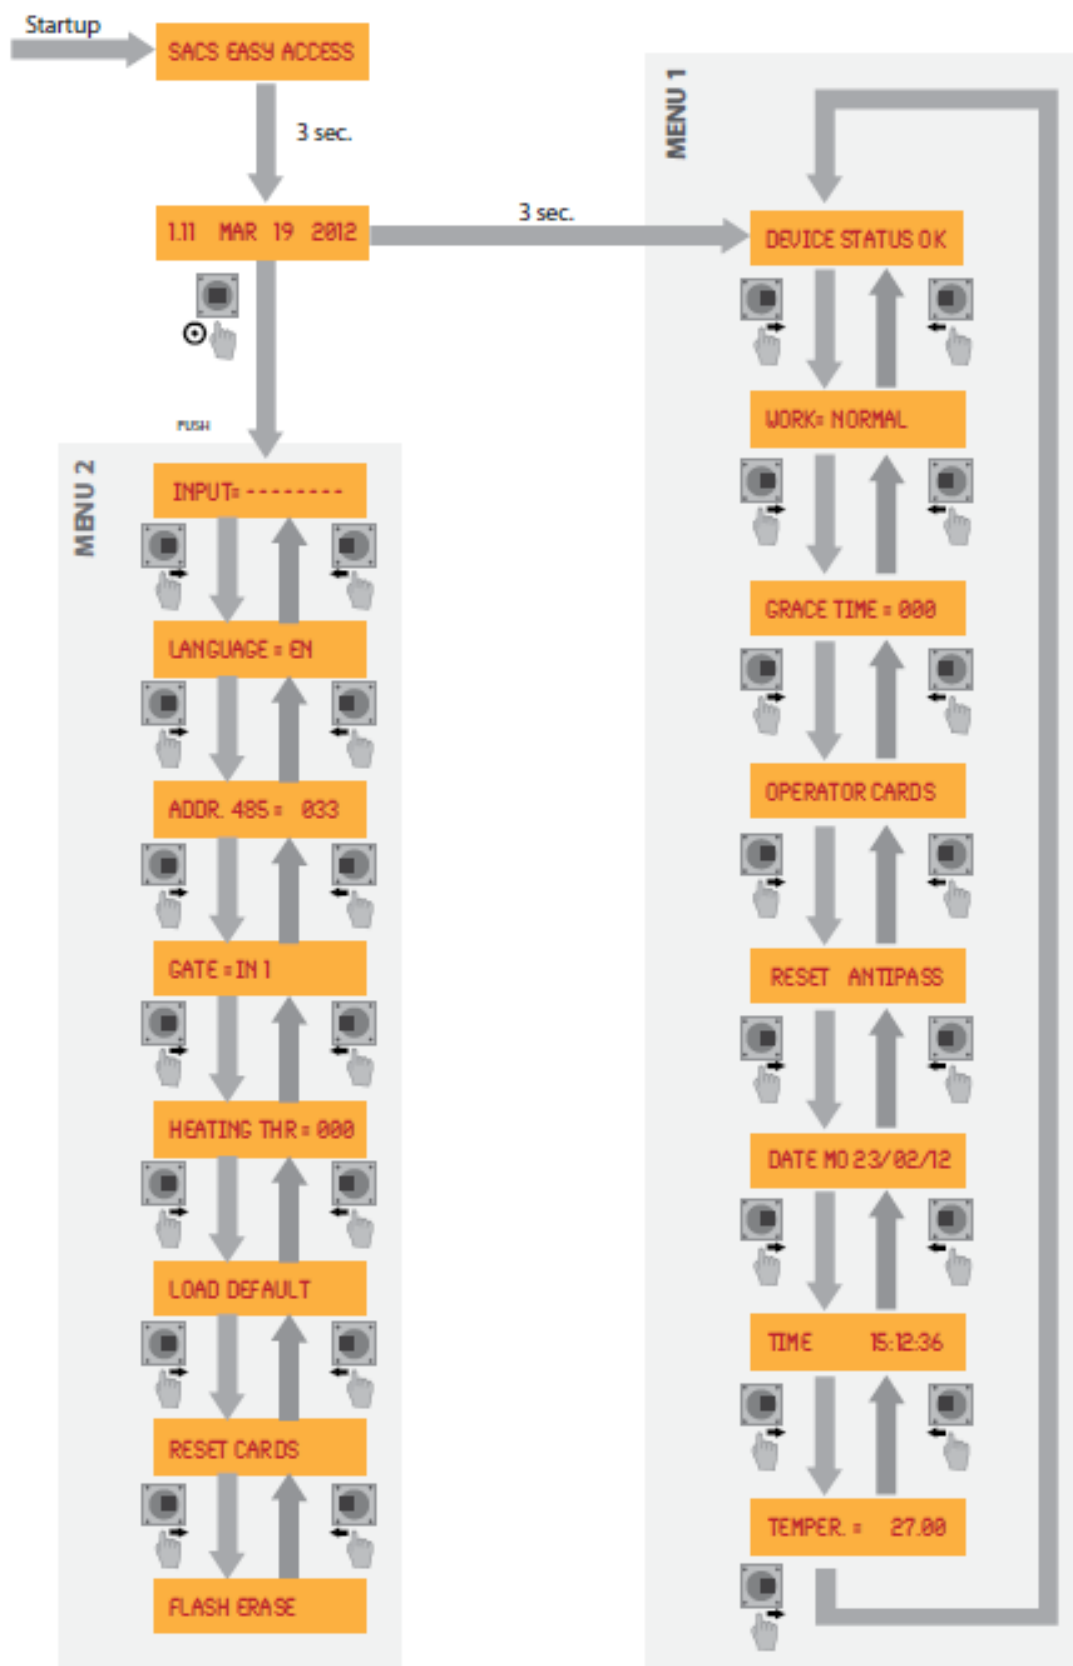 Startup
SACS EASY ACCESS
3 sec.
1.11 MAR 19 2012
PUSH
MENU 2
INPUT= --------
LANGUAGE = EN
ADDR. 485 = 033
GATE = IN 1
HEATING THR = 000
LOAD DEFAULT
RESET CARDS
FLASH ERASE
3 sec.
MENU 1
DEVICE STATUS OK
WORK= NORMAL
GRACE TIME = 000
OPERATOR CARDS
RESET ANTIPASS
DATE MO 23/02/12
TIME 15:12:36
TEMPER. = 27.00